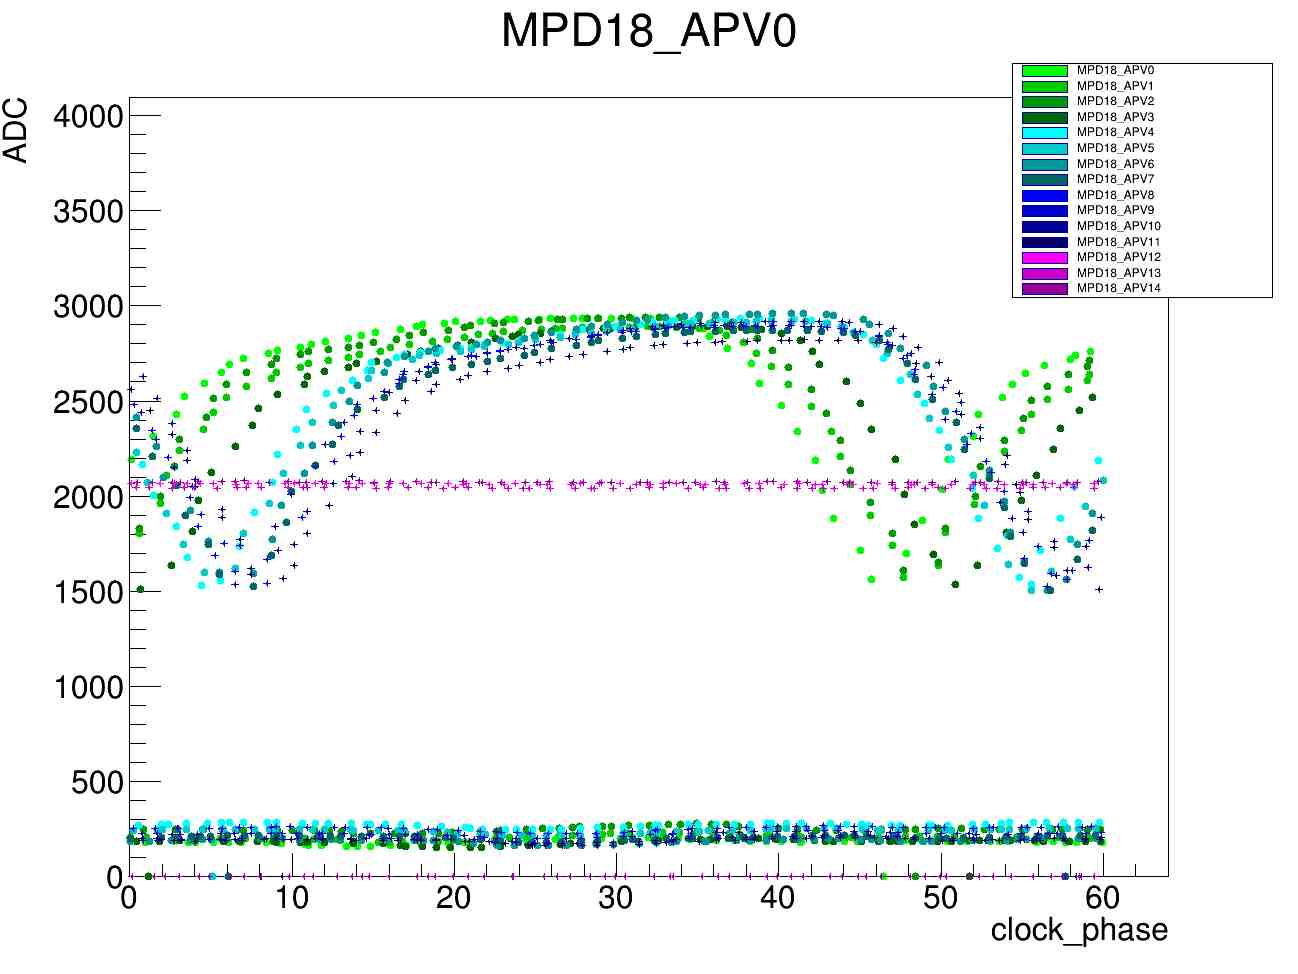 MPD18_APV0
ADC
MPD18_APV0
MPD18_APV1
MPD18_APV2
MPD18_APV3
MPD18_APV4
MPD18_APV5
MPD18_APV6
MPD18_APV7
MPD18_APV8
MPD18_APV9
MPD18_APV10
MPD18_APV11
MPD18_APV12
MPD18_APV13
MPD18_APV14
4000
3500
3000
2500
2000
1500
1000
500
0
0 10 20 30 40 50 60
clock_phase